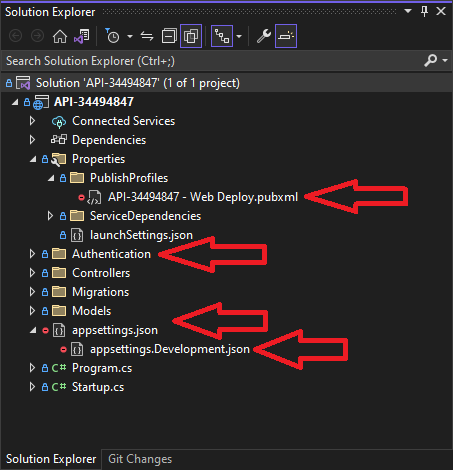 Solution Explorer
Search Solution Explorer (Ctrl+;)
Solution 'API-34494847' (1 of 1 project)
API-34494847
Connected Services
Dependencies
Properties
PublishProfiles
API-34494847 - Web Deploy.pubxml
ServiceDependencies
launchSettings.json
Authentication
Controllers
Migrations
Models
appsettings.json
appsettings.Development.json
C# Program.cs
C# Startup.cs
Solution Explorer Git Changes